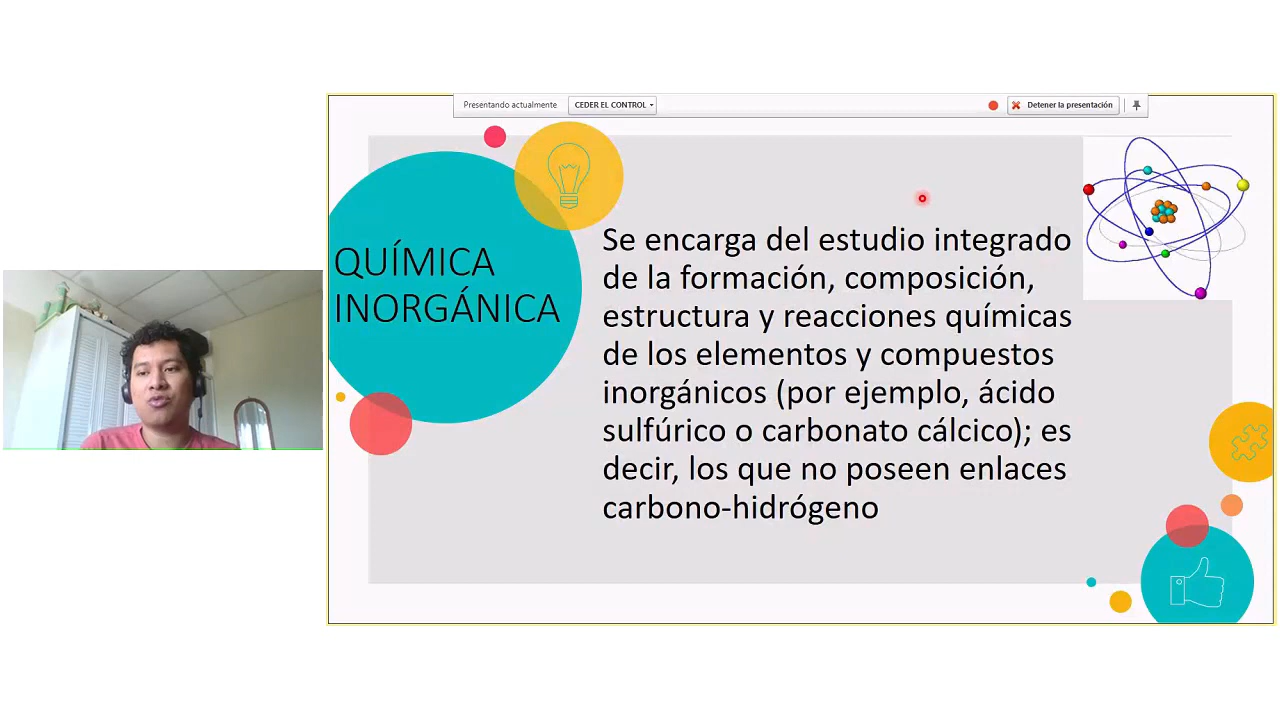 Presentando actualmente CEDER EL CONTROL
Detener la presentación
QUÍMICA
INORGÁNICA
Se encarga del estudio integrado
de la formación, composición,
estructura y reacciones químicas
de los elementos y compuestos
inorgánicos (por ejemplo, ácido
sulfúrico o carbonato cálcico); es
decir, los que no poseen enlaces
carbono-hidrógeno